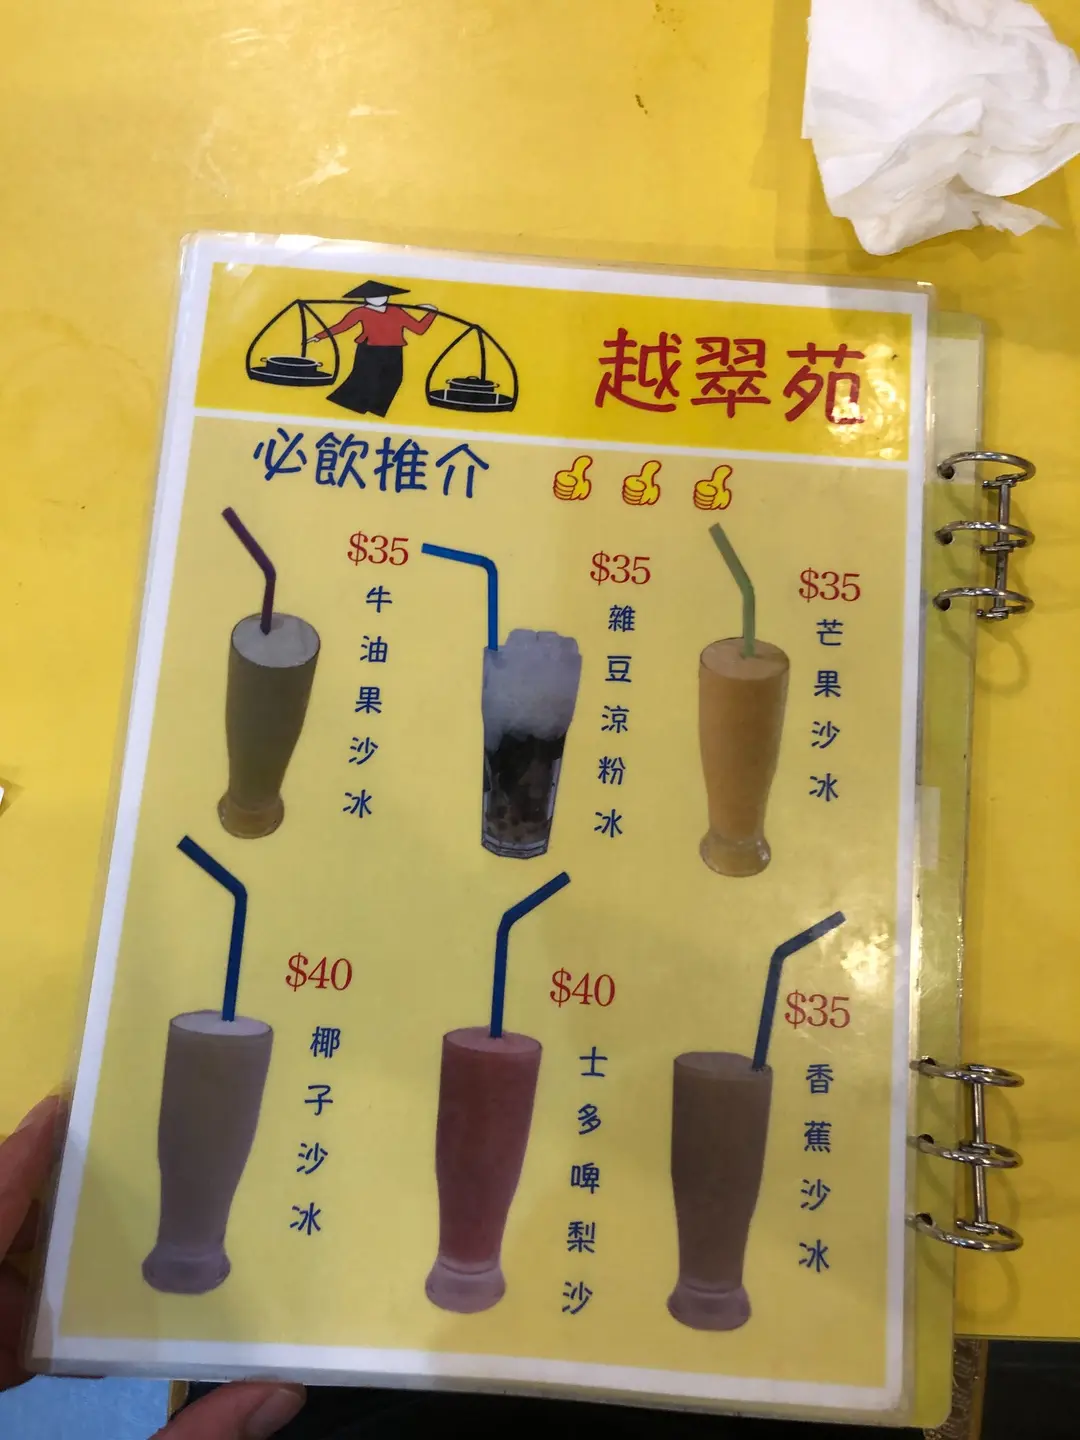 越翠苑
必飲推介
$35
牛油果沙冰
$35
雜豆涼粉冰
$35
芒果沙冰
$40
椰子沙冰
$40
士多啤梨沙
$35
香蕉沙冰